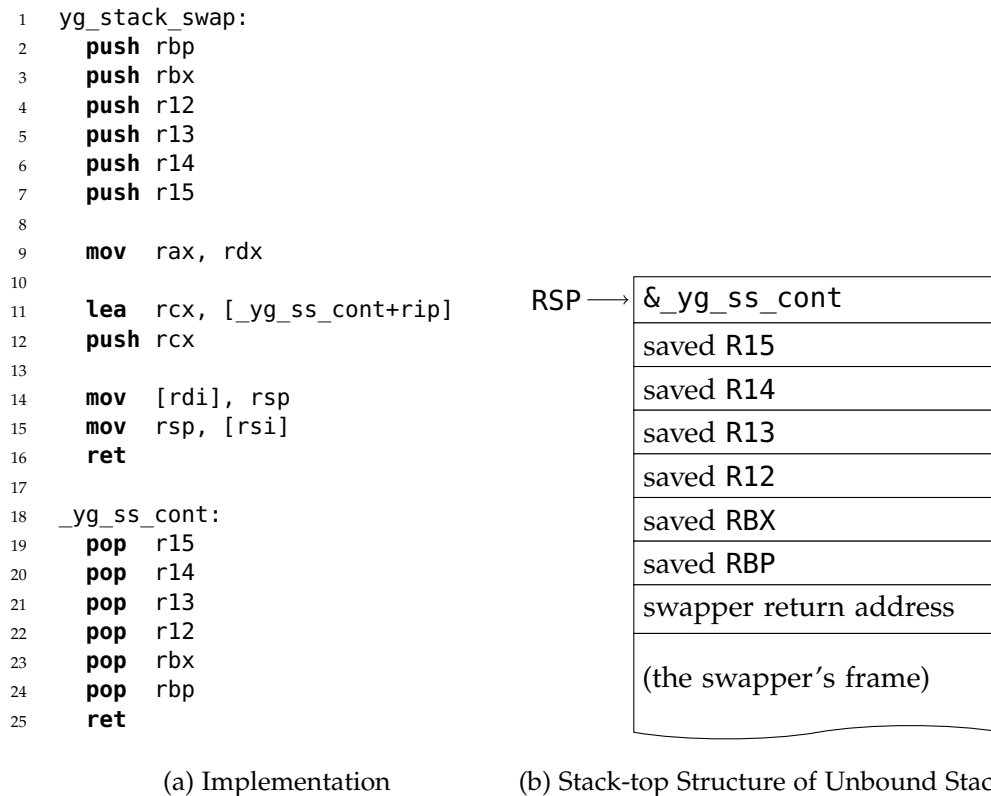 1 yg_stack_swap:
2 push rbp
3 push rbx
4 push r12
5 push r13
6 push r14
7 push r15
8
9 mov rax, rdx
10
11 lea rcx, [_yg_ss_cont+rip]
12 push rcx
13
14 mov [rdi], rsp
15 mov rsp, [rsi]
16 ret
17
18 _yg_ss_cont:
19 pop r15
20 pop r14
21 pop r13
22 pop r12
23 pop rbx
24 pop rbp
25 ret
(a) Implementation
RSP &_yg_ss_cont
saved R15
saved R14
saved R13
saved R12
saved RBX
saved RBP
swapper return address
(the swapper's frame)
(b) Stack-top Structure of Unbound